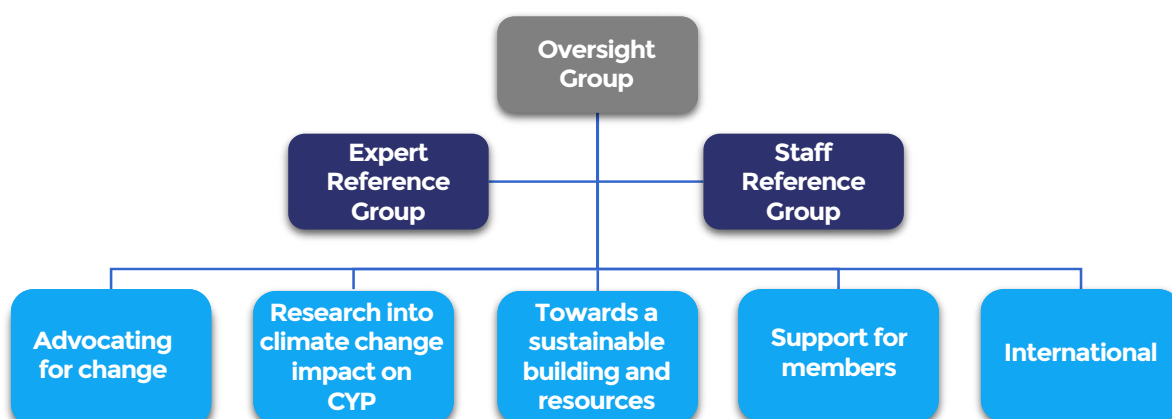 Oversight
Group
Expert
Reference
Group
Staff
Reference
Group
Advocating
for change
Research into
climate change
impact on
CYP
Towards a
sustainable
building and
resources
Support for
members
International